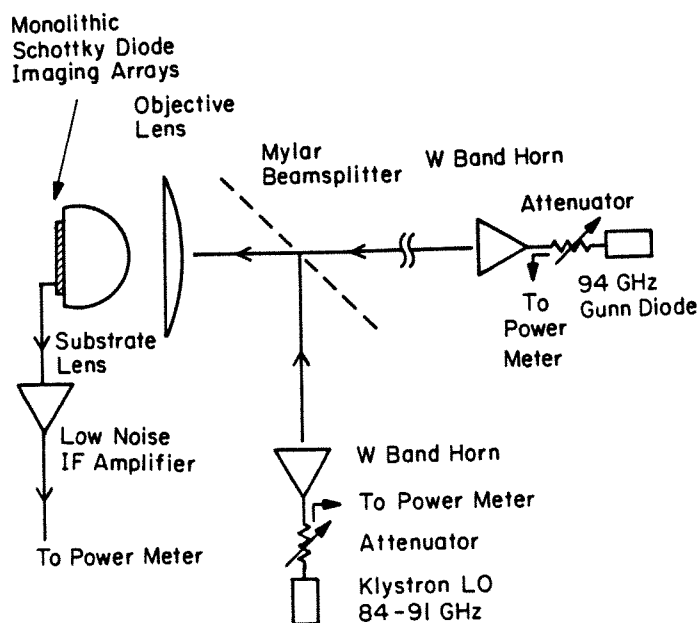 Monolithic
Schottky Diode
Imaging Arrays
Objective
Lens
Mylar
Beamsplitter
W Band Horn
Attenuator
94 GHz
Gunn Diode
To
Power
Meter
Substrate
Lens
Low Noise
IF Amplifier
To Power Meter
W Band Horn
To Power Meter
Attenuator
Klystron LO
84-91 GHz